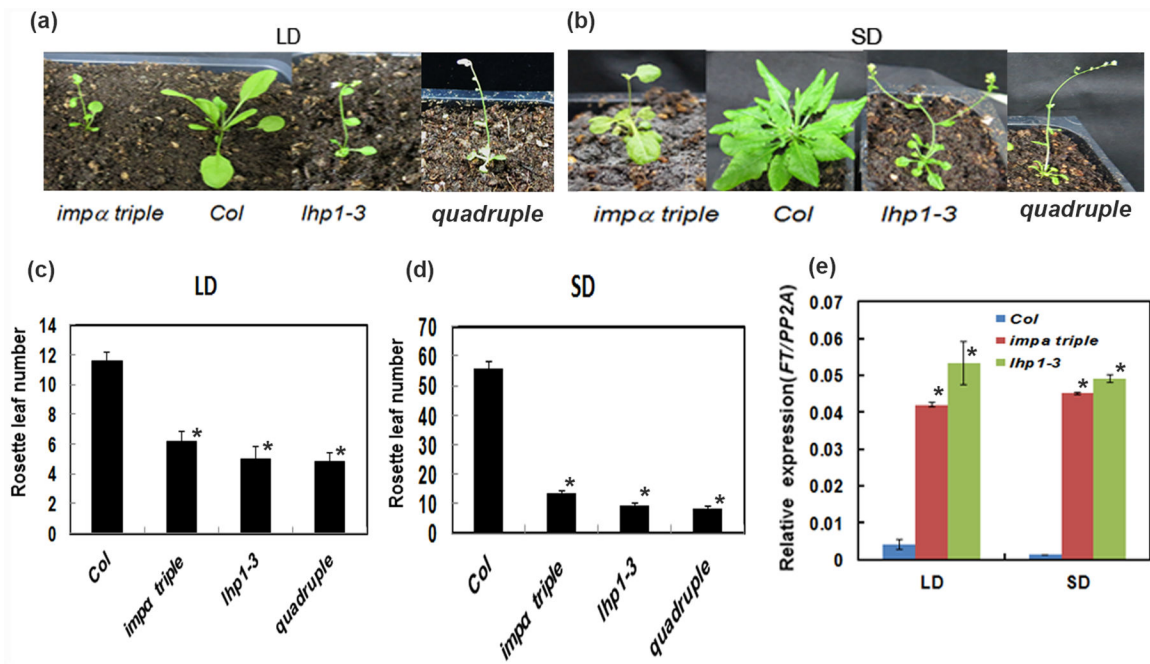 (a)
LD
impα triple Col lhp1-3 quadruple
(b)
SD
impα triple Col lhp1-3 quadruple
(c)
LD
Rosette leaf number
14
12
10
8
6
4
2
0
* * *
Col impα triple lhp1-3 quadruple
(d)
SD
Rosette leaf number
70
60
50
40
30
20
10
0
* * *
Col impα triple lhp1-3 quadruple
(e)
Relative expression(FT/PP2A)
0.07
0.06
0.05
0.04
0.03
0.02
0.01
0
Col
impa triple
lhp1-3
* * * *
LD SD